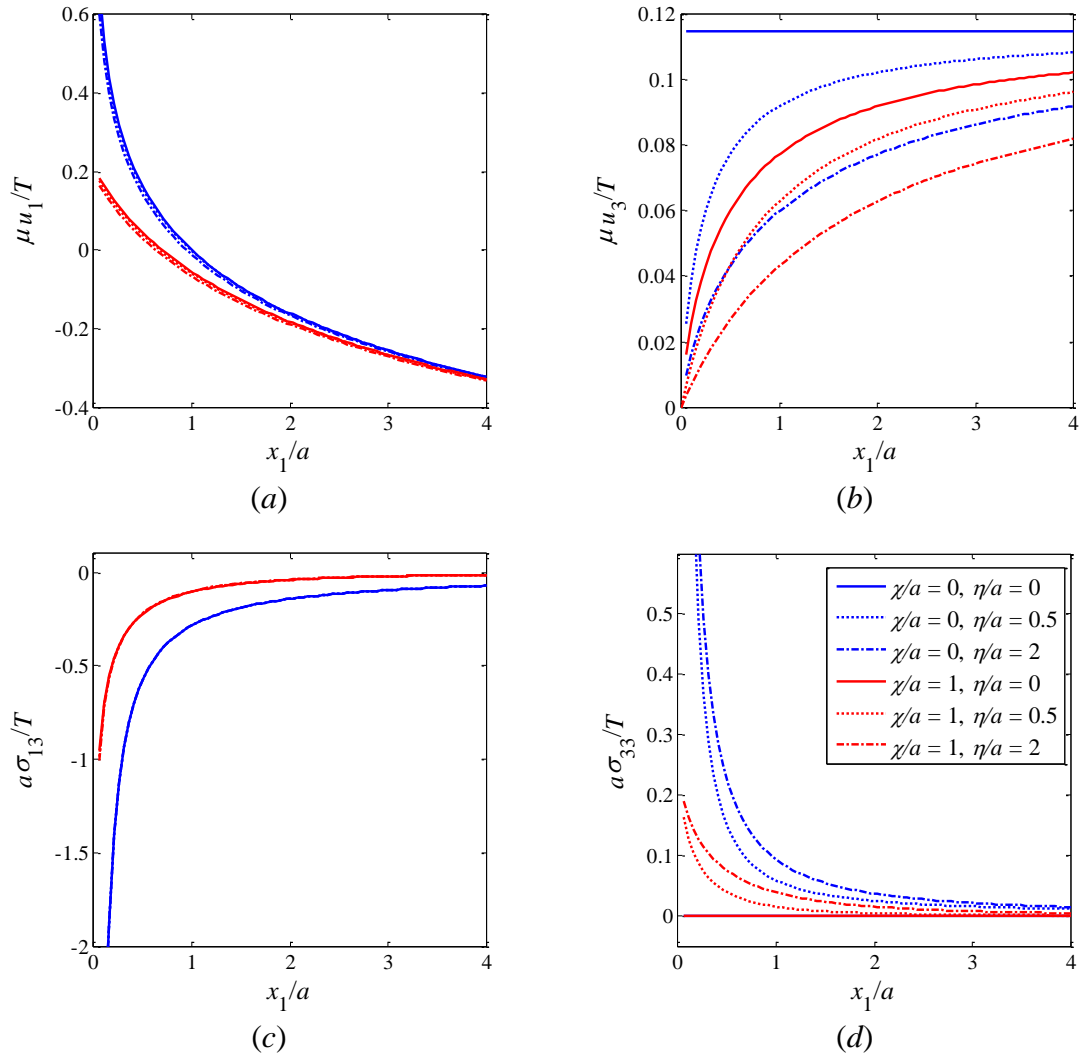 0.6
0.4
0.2
0
-0.2
-0.4
μ u1/T
0 1 2 3 4
x1/a
(a)
0.12
0.1
0.08
0.06
0.04
0.02
0
μ u3/T
0 1 2 3 4
x1/a
(b)
0
-0.5
-1
-1.5
-2
a σ13/T
0 1 2 3 4
x1/a
(c)
0.5
0.4
0.3
0.2
0.1
0
a σ33/T
χ/a = 0, η/a = 0
χ/a = 0, η/a = 0.5
χ/a = 0, η/a = 2
χ/a = 1, η/a = 0
χ/a = 1, η/a = 0.5
χ/a = 1, η/a = 2
0 1 2 3 4
x1/a
(d)